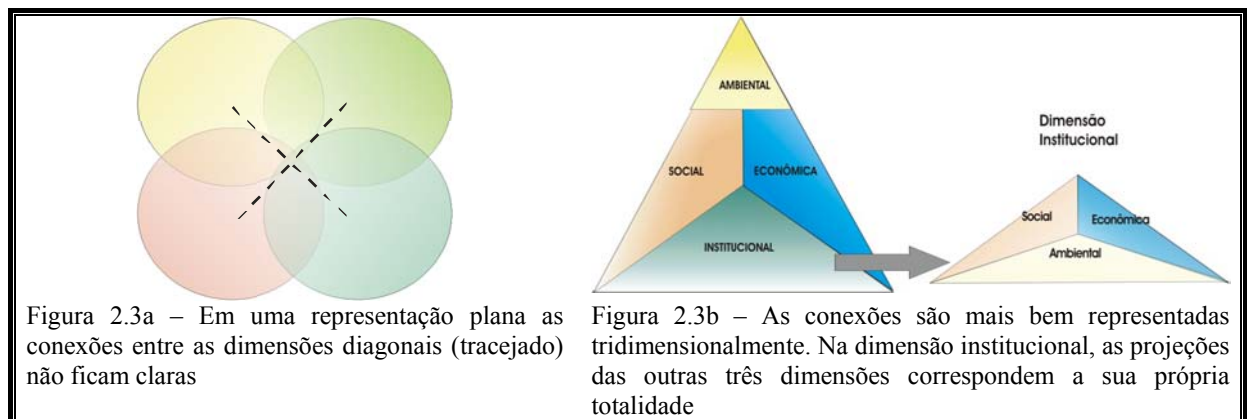 AMBIENTAL
SOCIAL
ECONÔMICA
INSTITUCIONAL
Dimensão
Institucional
Social
Econômica
Ambiental
Figura 2.3a – Em uma representação plana as
conexões entre as dimensões diagonais (tracejado)
não ficam claras
Figura 2.3b – As conexões são mais bem representadas
tridimensionalmente. Na dimensão institucional, as projeções
das outras três dimensões correspondem a sua própria
totalidade